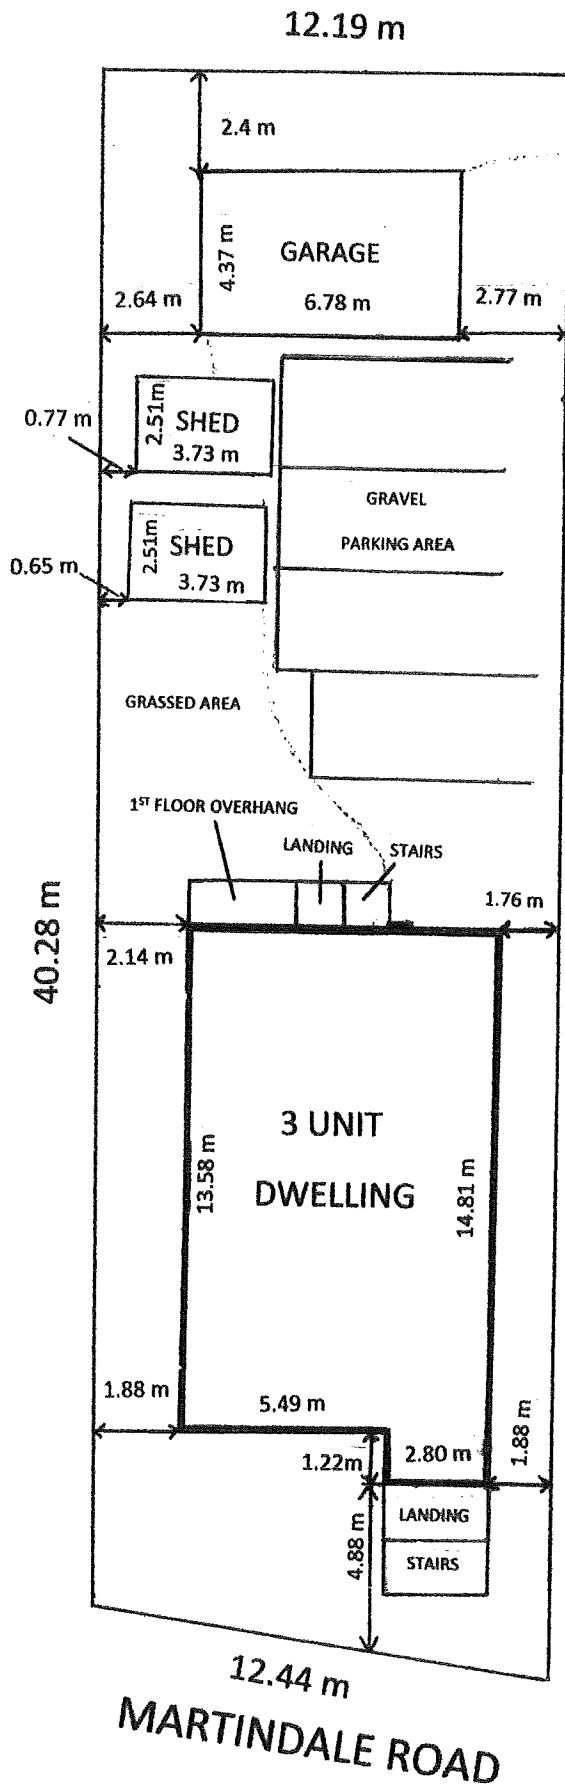 12.19 m
2.4 m
4.37 m
GARAGE
6.78 m
2.64 m
2.77 m
2.51m
SHED
3.73 m
0.77 m
GRAVEL
PARKING AREA
2.51m
SHED
3.73 m
0.65 m
GRASSED AREA
1ST FLOOR OVERHANG
LANDING
STAIRS
1.76 m
2.14 m
40.28 m
3 UNIT
DWELLING
13.58 m
14.81 m
1.88 m
5.49 m
1.22m
2.80 m
1.88 m
LANDING
STAIRS
4.88 m
12.44 m
MARTINDALE ROAD